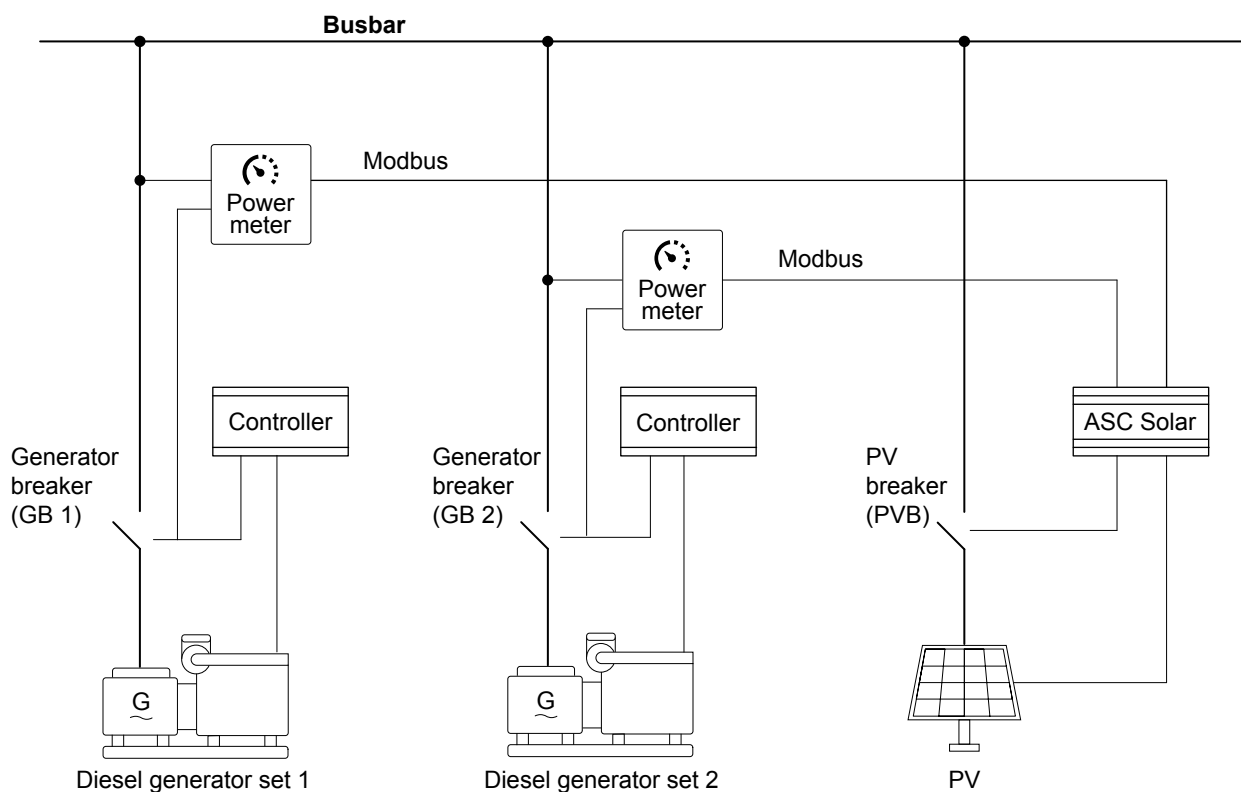 Busbar
Modbus
Power
meter
Modbus
Power
meter
Controller
Controller
ASC Solar
Generator
breaker
(GB 1)
Generator
breaker
(GB 2)
PV
breaker
(PVB)
G
G
Diesel generator set 1
Diesel generator set 2
PV